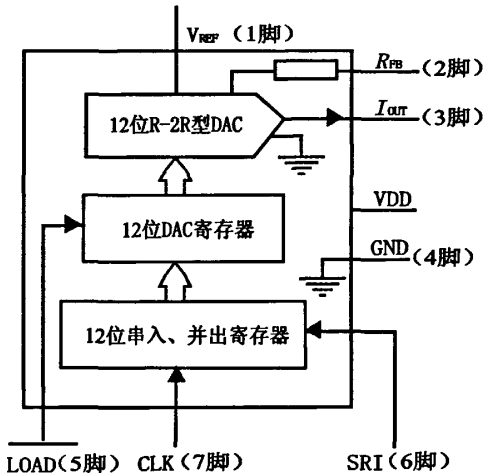 VREF（1脚）
RFB（2脚）
12位R-2R型DAC
IOUT（3脚）
VDD
12位DAC寄存器
GND（4脚）
12位串入、并出寄存器
LOAD（5脚） CLK（7脚） SRI（6脚）